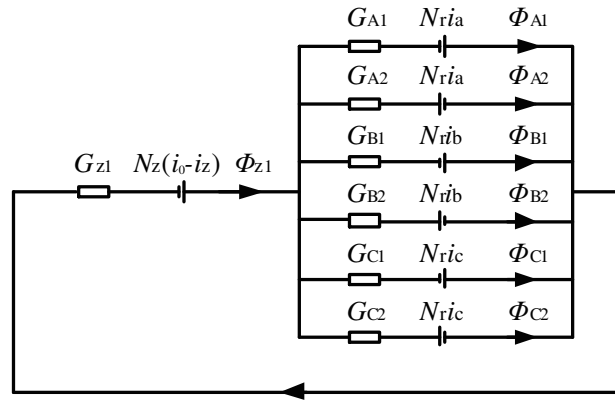 G_A1 N_r i_a Φ_A1
G_A2 N_r i_a Φ_A2
G_B1 N_r i_b Φ_B1
G_z1 N_z(i_0-i_z) Φ_z1
G_B2 N_r i_b Φ_B2
G_C1 N_r i_c Φ_C1
G_C2 N_r i_c Φ_C2